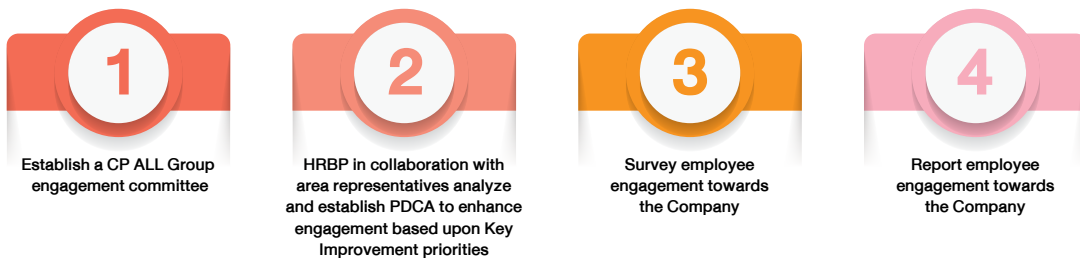 1
Establish a CP ALL Group
engagement committee
2
HRBP in collaboration with
area representatives analyze
and establish PDCA to enhance
engagement based upon Key
Improvement priorities
3
Survey employee
engagement towards
the Company
4
Report employee
engagement towards
the Company